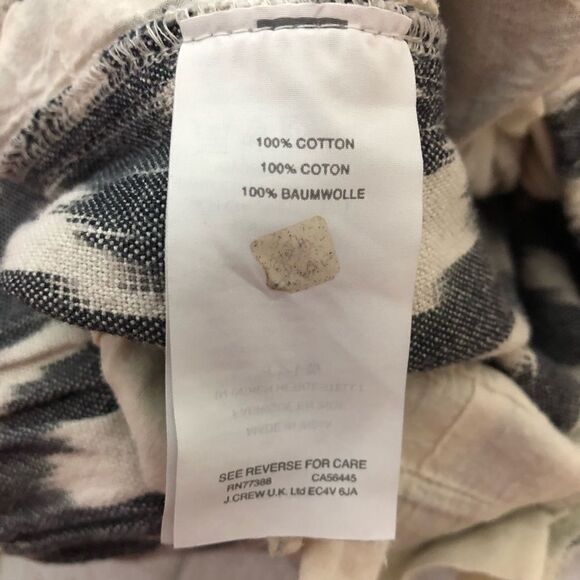 100% COTTON
100% COTON
100% BAUMWOLLE
SEE REVERSE FOR CARE
RN77388 CA56445
J.CREW U.K. Ltd EC4V 6JA